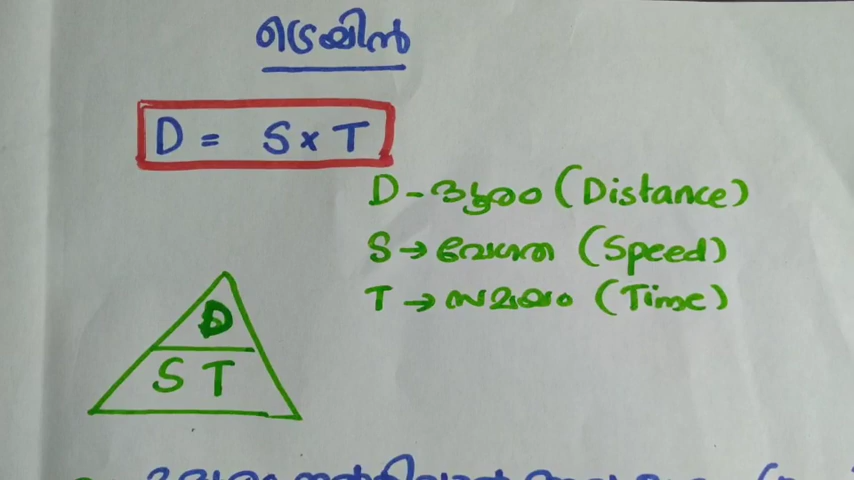 ട്രെയിൻ
D = S × T
D - ദൂരം (Distance)
S → വേഗത (Speed)
T → സമയം (Time)
D
S T